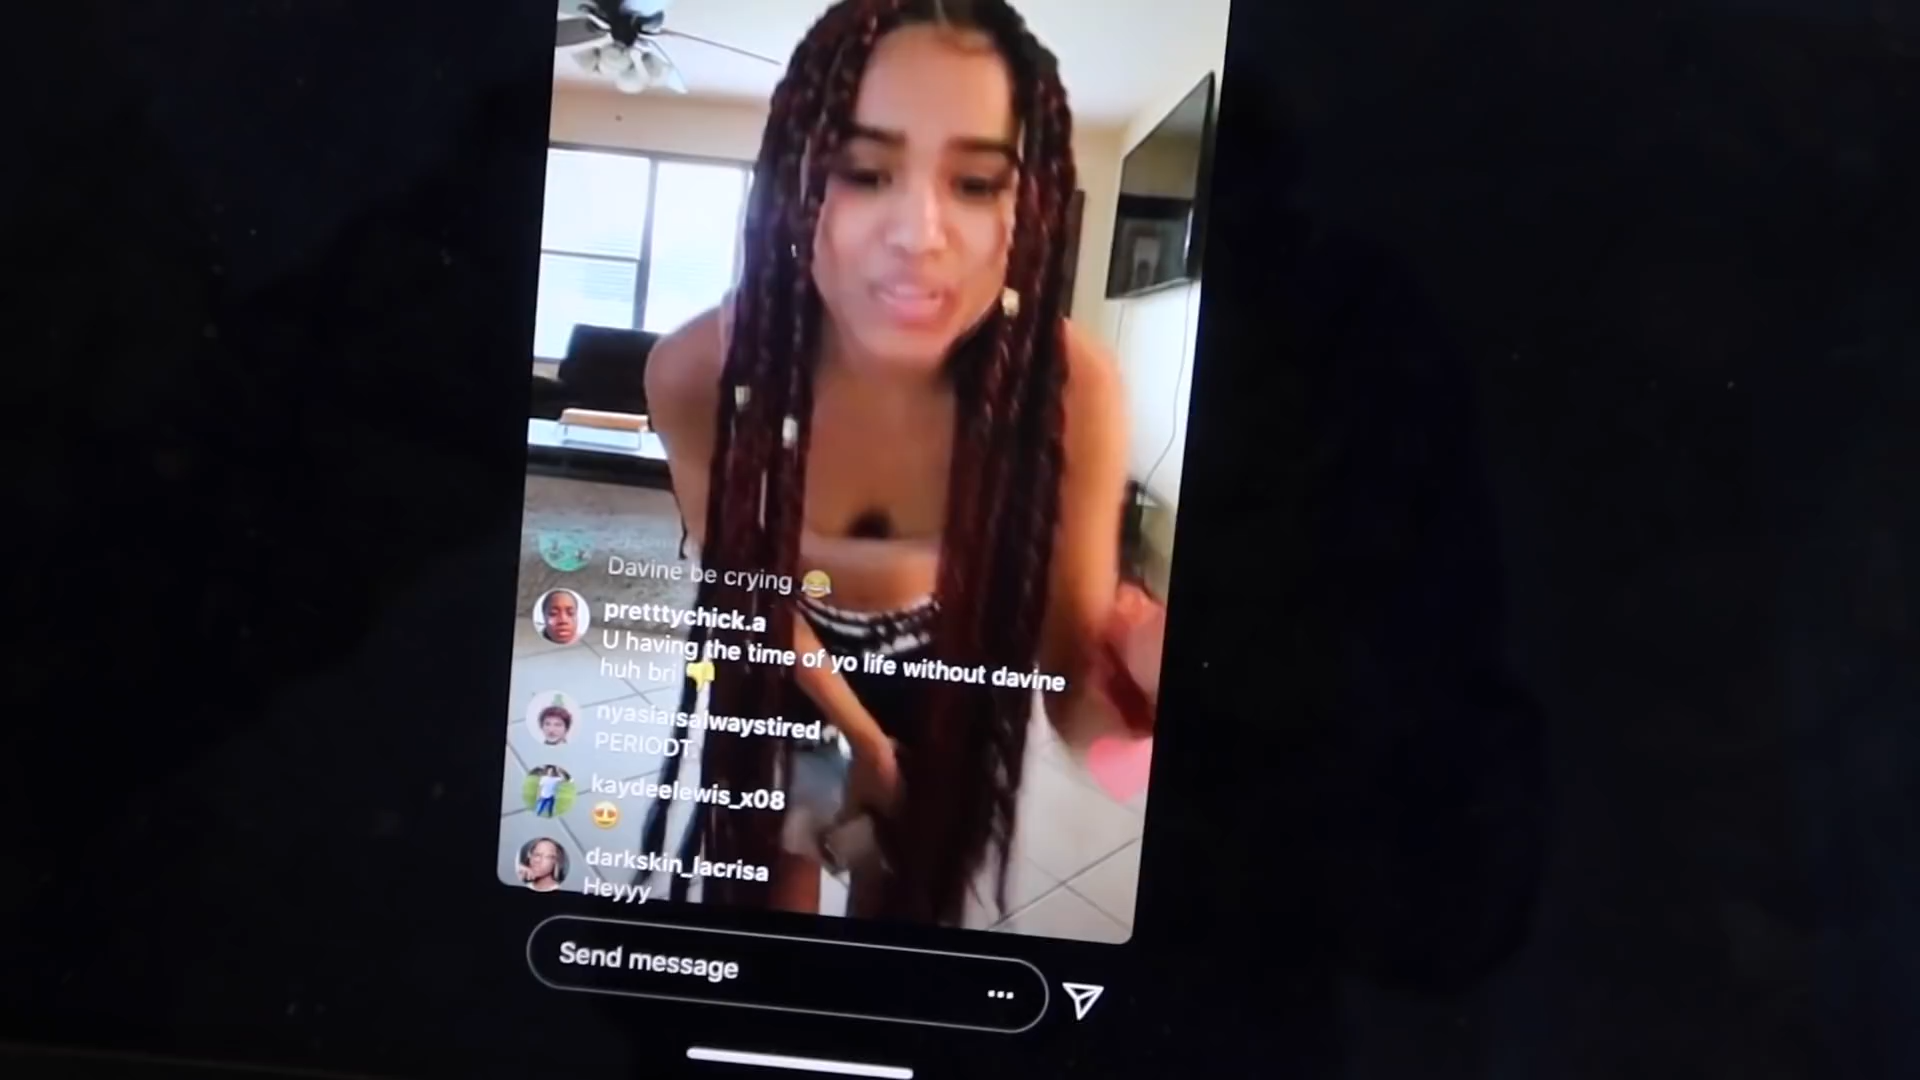 Davine be crying 😂
pretttychick.a
U having the time of yo life without davine
huh bri 👎
nyasiaisalwaystired
PERIODT.
kaydeelewis_x08
😍
darkskin_lacrisa
Heyyy
Send message